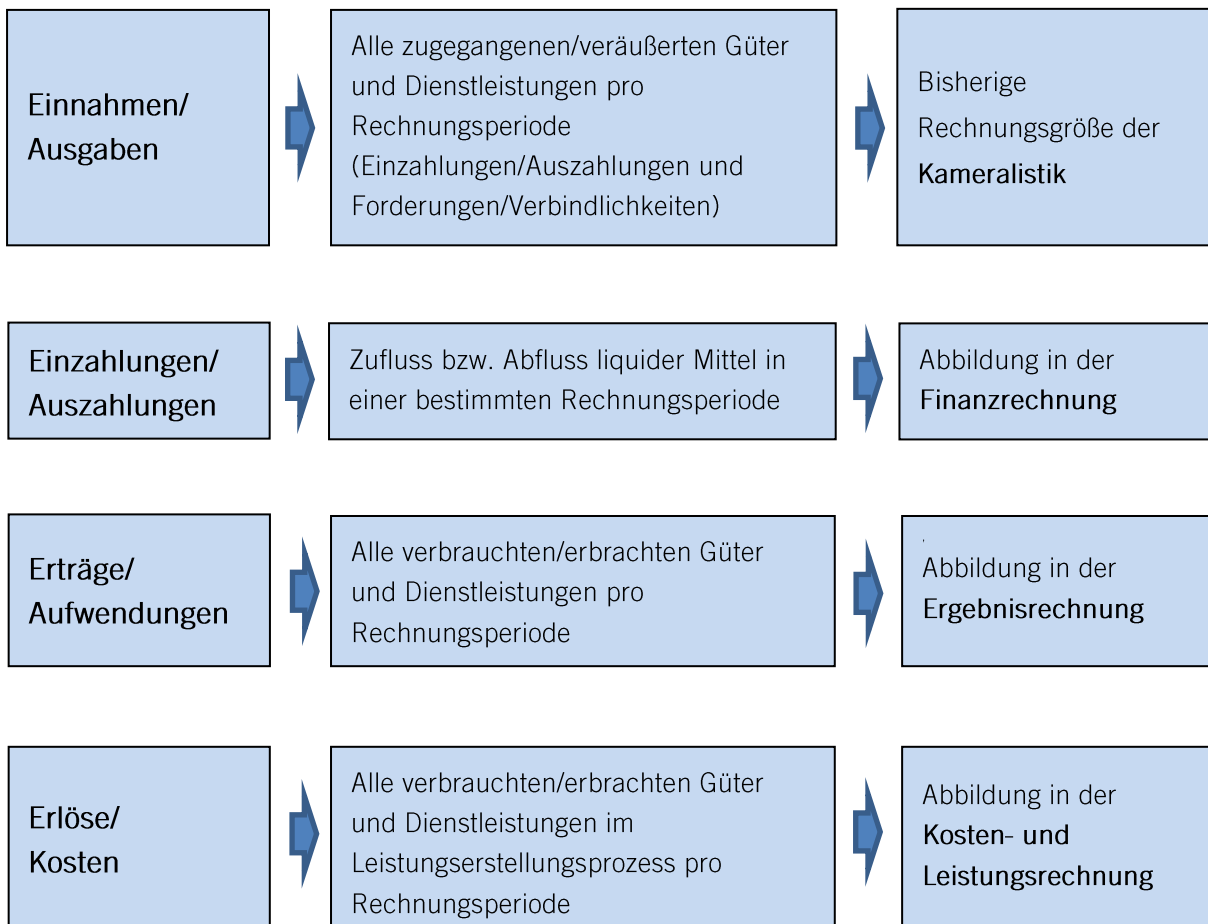 Einnahmen/
Ausgaben
Alle zugegangenen/veräußerten Güter
und Dienstleistungen pro
Rechnungsperiode
(Einzahlungen/Auszahlungen und
Forderungen/Verbindlichkeiten)
Bisherige
Rechnungsgröße der
Kameralistik
Einzahlungen/
Auszahlungen
Zufluss bzw. Abfluss liquider Mittel in
einer bestimmten Rechnungsperiode
Abbildung in der
Finanzrechnung
Erträge/
Aufwendungen
Alle verbrauchten/erbrachten Güter
und Dienstleistungen pro
Rechnungsperiode
Abbildung in der
Ergebnisrechnung
Erlöse/
Kosten
Alle verbrauchten/erbrachten Güter
und Dienstleistungen im
Leistungserstellungsprozess pro
Rechnungsperiode
Abbildung in der
Kosten- und
Leistungsrechnung